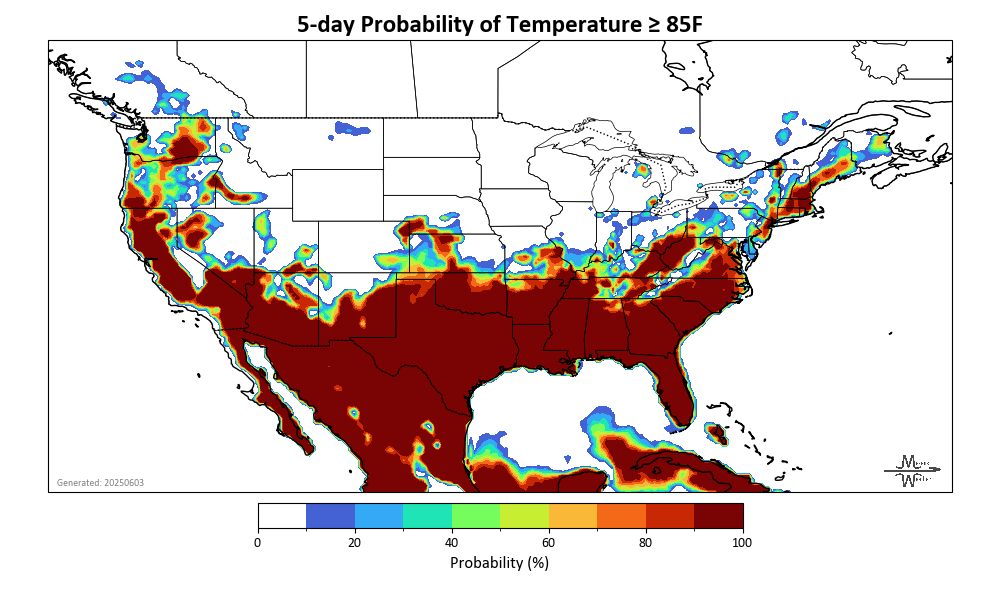 5-day Probability of Temperature ≥ 85F
Generated: 20250603
0 20 40 60 80 100
Probability (%)